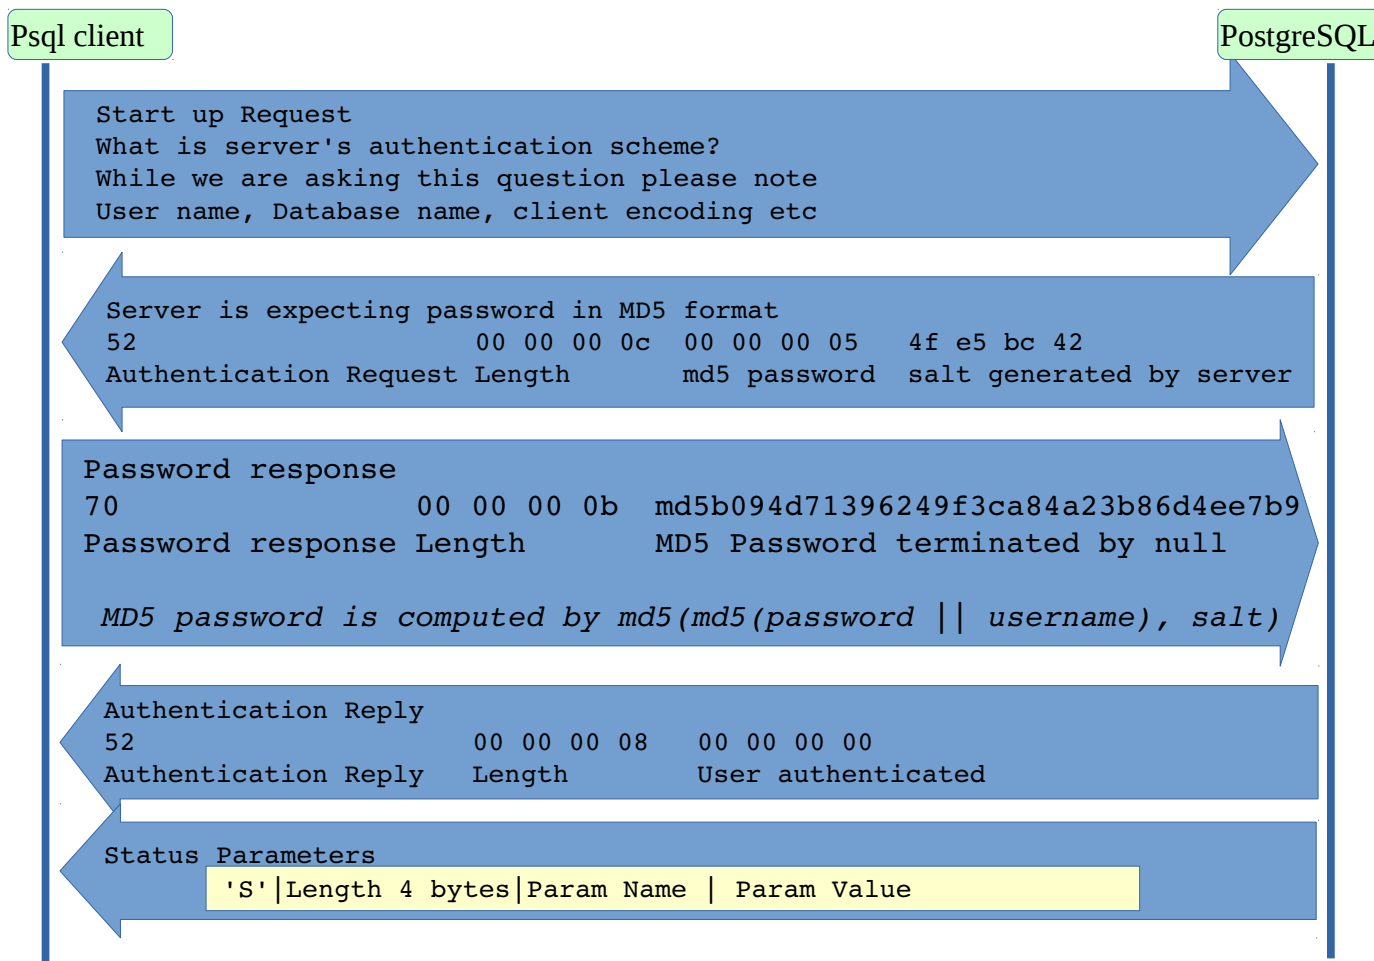 Psql client
PostgreSQL
Start up Request
What is server's authentication scheme?
While we are asking this question please note
User name, Database name, client encoding etc
Server is expecting password in MD5 format
52 00 00 00 0c 00 00 00 05 4f e5 bc 42
Authentication Request Length md5 password salt generated by server
Password response
70 00 00 00 0b md5b094d71396249f3ca84a23b86d4ee7b9
Password response Length MD5 Password terminated by null
MD5 password is computed by md5(md5(password || username), salt)
Authentication Reply
52 00 00 00 08 00 00 00 00
Authentication Reply Length User authenticated
Status Parameters
'S'|Length 4 bytes|Param Name | Param Value